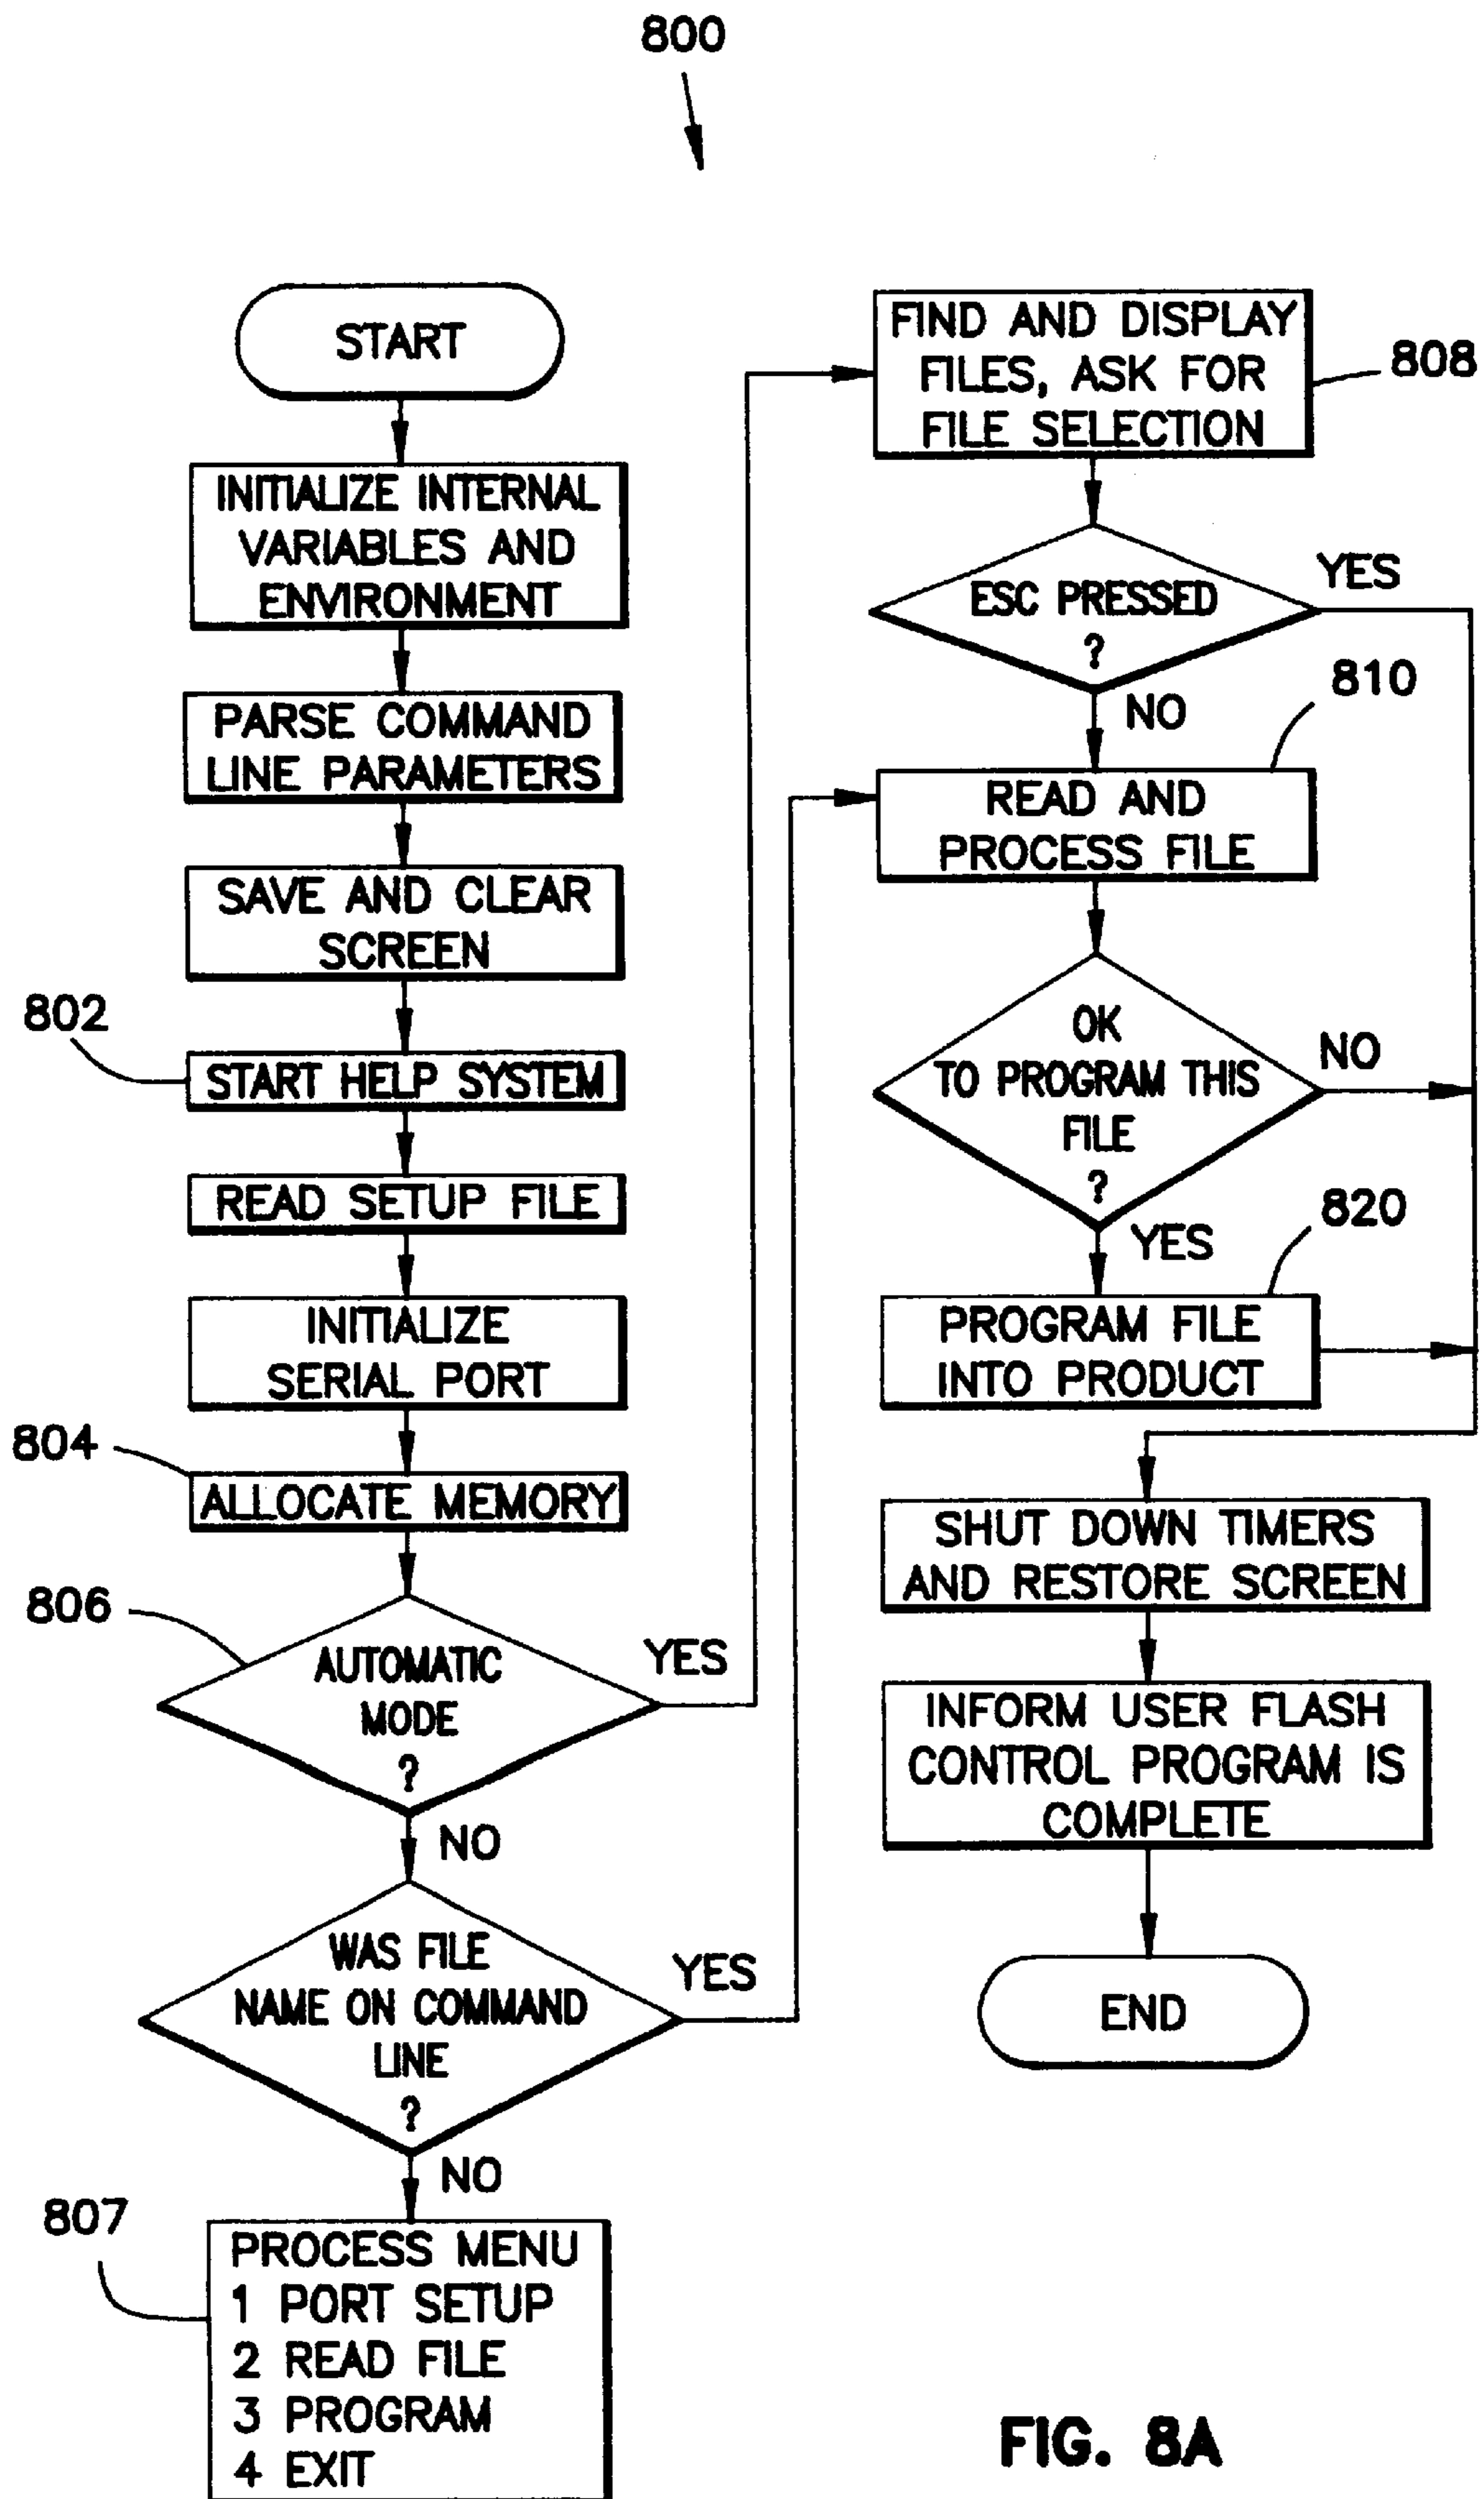 800
START
INITIALIZE INTERNAL
VARIABLES AND
ENVIRONMENT
PARSE COMMAND
LINE PARAMETERS
SAVE AND CLEAR
SCREEN
802
START HELP SYSTEM
READ SETUP FILE
INITIALIZE
SERIAL PORT
804
ALLOCATE MEMORY
806
AUTOMATIC
MODE
?
YES
NO
WAS FILE
NAME ON COMMAND
LINE
?
YES
NO
807
PROCESS MENU
1 PORT SETUP
2 READ FILE
3 PROGRAM
4 EXIT
FIND AND DISPLAY
FILES, ASK FOR
FILE SELECTION
808
ESC PRESSED
?
YES
NO
810
READ AND
PROCESS FILE
OK
TO PROGRAM THIS
FILE
?
NO
YES
820
PROGRAM FILE
INTO PRODUCT
SHUT DOWN TIMERS
AND RESTORE SCREEN
INFORM USER FLASH
CONTROL PROGRAM IS
COMPLETE
END
FIG. 8A